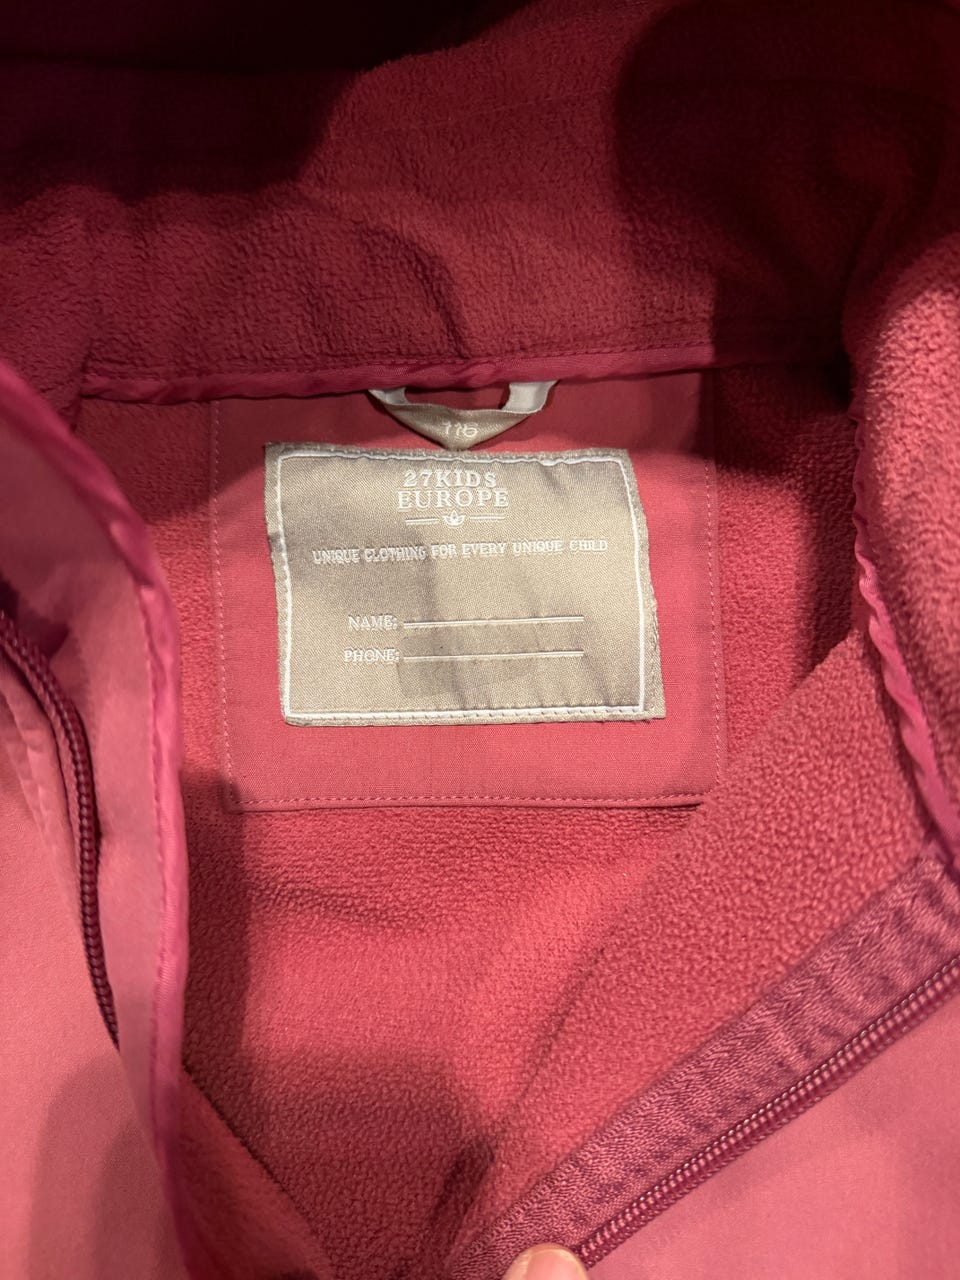 116
27KIDS
EUROPE
UNIQUE CLOTHING FOR EVERY UNIQUE CHILD
NAME:
PHONE: